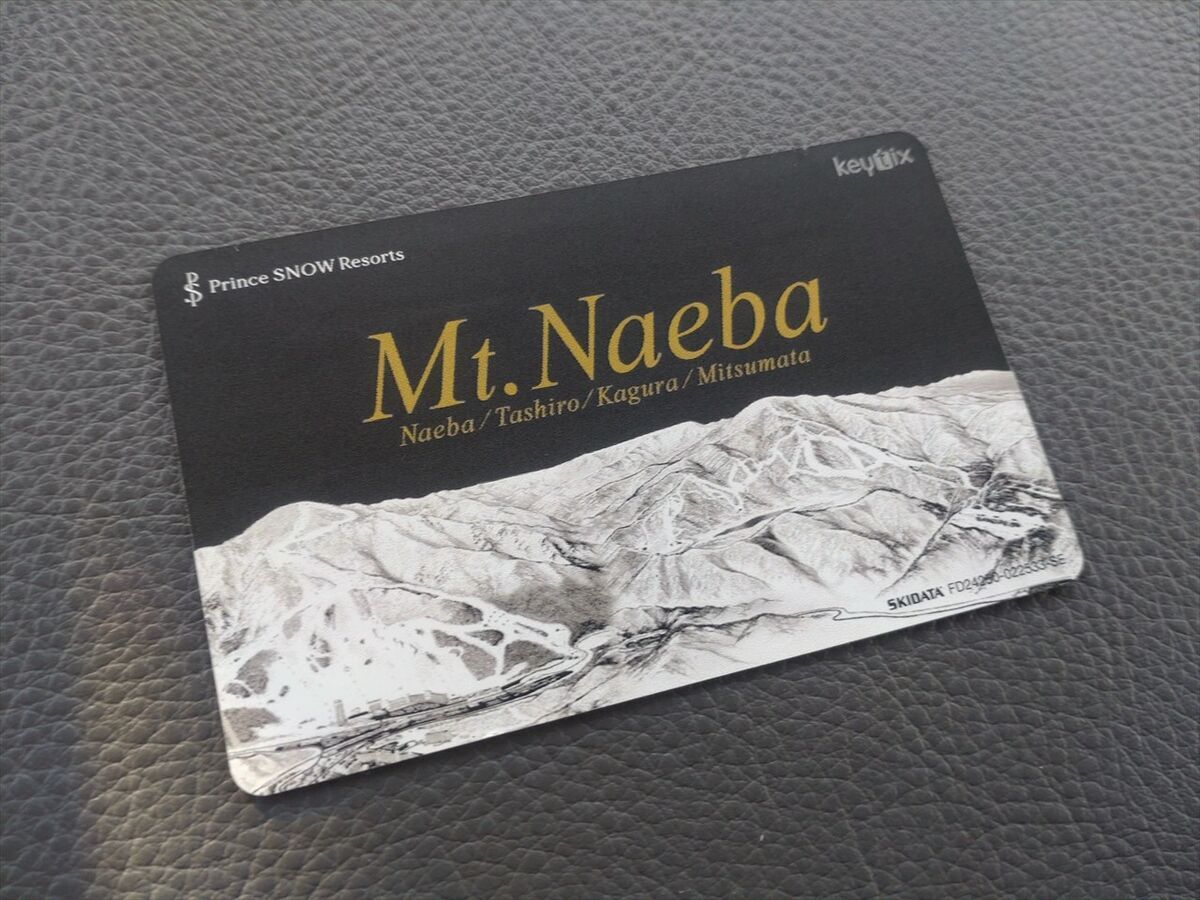 keytix
Prince SNOW Resorts
Mt. Naeba
Naeba / Tashiro / Kagura / Mitsumata
SKIDATA